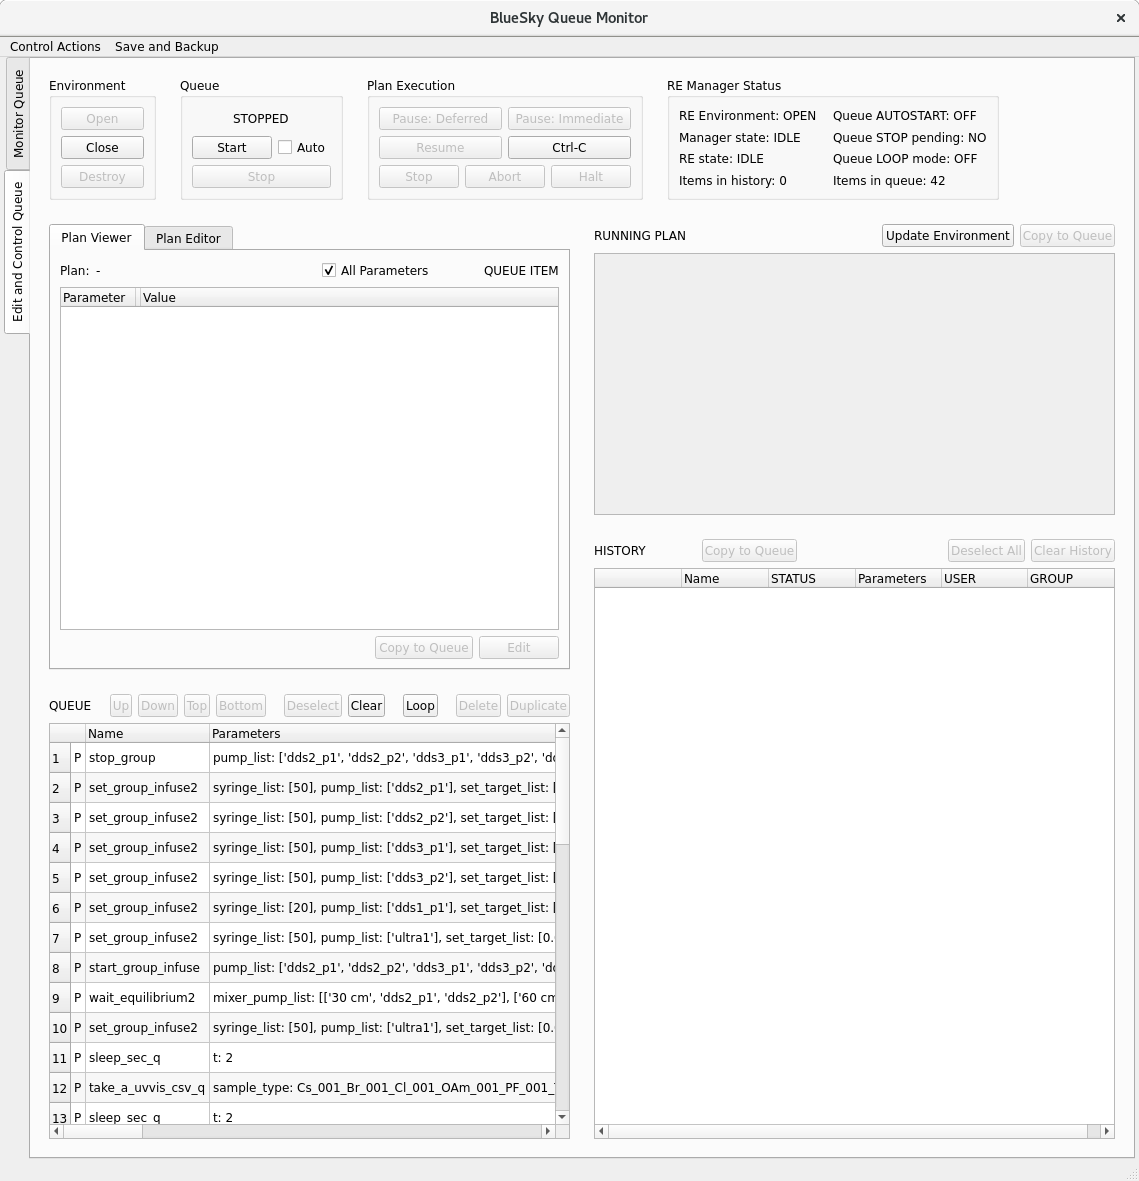 BlueSky Queue Monitor
Control Actions Save and Backup
Monitor Queue
Edit and Control Queue
Environment
Open
Close
Destroy
Queue
STOPPED
Start Auto
Stop
Plan Execution
Pause: Deferred Pause: Immediate
Resume Ctrl-C
Stop Abort Halt
RE Manager Status
RE Environment: OPEN Queue AUTOSTART: OFF
Manager state: IDLE Queue STOP pending: NO
RE state: IDLE Queue LOOP mode: OFF
Items in history: 0 Items in queue: 42
Plan Viewer Plan Editor
Plan: - All Parameters QUEUE ITEM
Parameter Value
Copy to Queue Edit
QUEUE Up Down Top Bottom Deselect Clear Loop Delete Duplicate
Name Parameters
1 P stop_group pump_list: ['dds2_p1', 'dds2_p2', 'dds3_p1', 'dds3_p2', 'dd
2 P set_group_infuse2 syringe_list: [50], pump_list: ['dds2_p1'], set_target_list: [
3 P set_group_infuse2 syringe_list: [50], pump_list: ['dds2_p2'], set_target_list: [
4 P set_group_infuse2 syringe_list: [50], pump_list: ['dds3_p1'], set_target_list: [
5 P set_group_infuse2 syringe_list: [50], pump_list: ['dds3_p2'], set_target_list: [
6 P set_group_infuse2 syringe_list: [20], pump_list: ['dds1_p1'], set_target_list: [
7 P set_group_infuse2 syringe_list: [50], pump_list: ['ultra1'], set_target_list: [0.
8 P start_group_infuse pump_list: ['dds2_p1', 'dds2_p2', 'dds3_p1', 'dds3_p2', 'dd
9 P wait_equilibrium2 mixer_pump_list: [['30 cm', 'dds2_p1', 'dds2_p2'], ['60 cm
10 P set_group_infuse2 syringe_list: [50], pump_list: ['ultra1'], set_target_list: [0.
11 P sleep_sec_q t: 2
12 P take_a_uvvis_csv_q sample_type: Cs_001_Br_001_Cl_001_OAm_001_PF_001_
13 P sleep_sec_q t: 2
RUNNING PLAN Update Environment Copy to Queue
HISTORY Copy to Queue Deselect All Clear History
Name STATUS Parameters USER GROUP